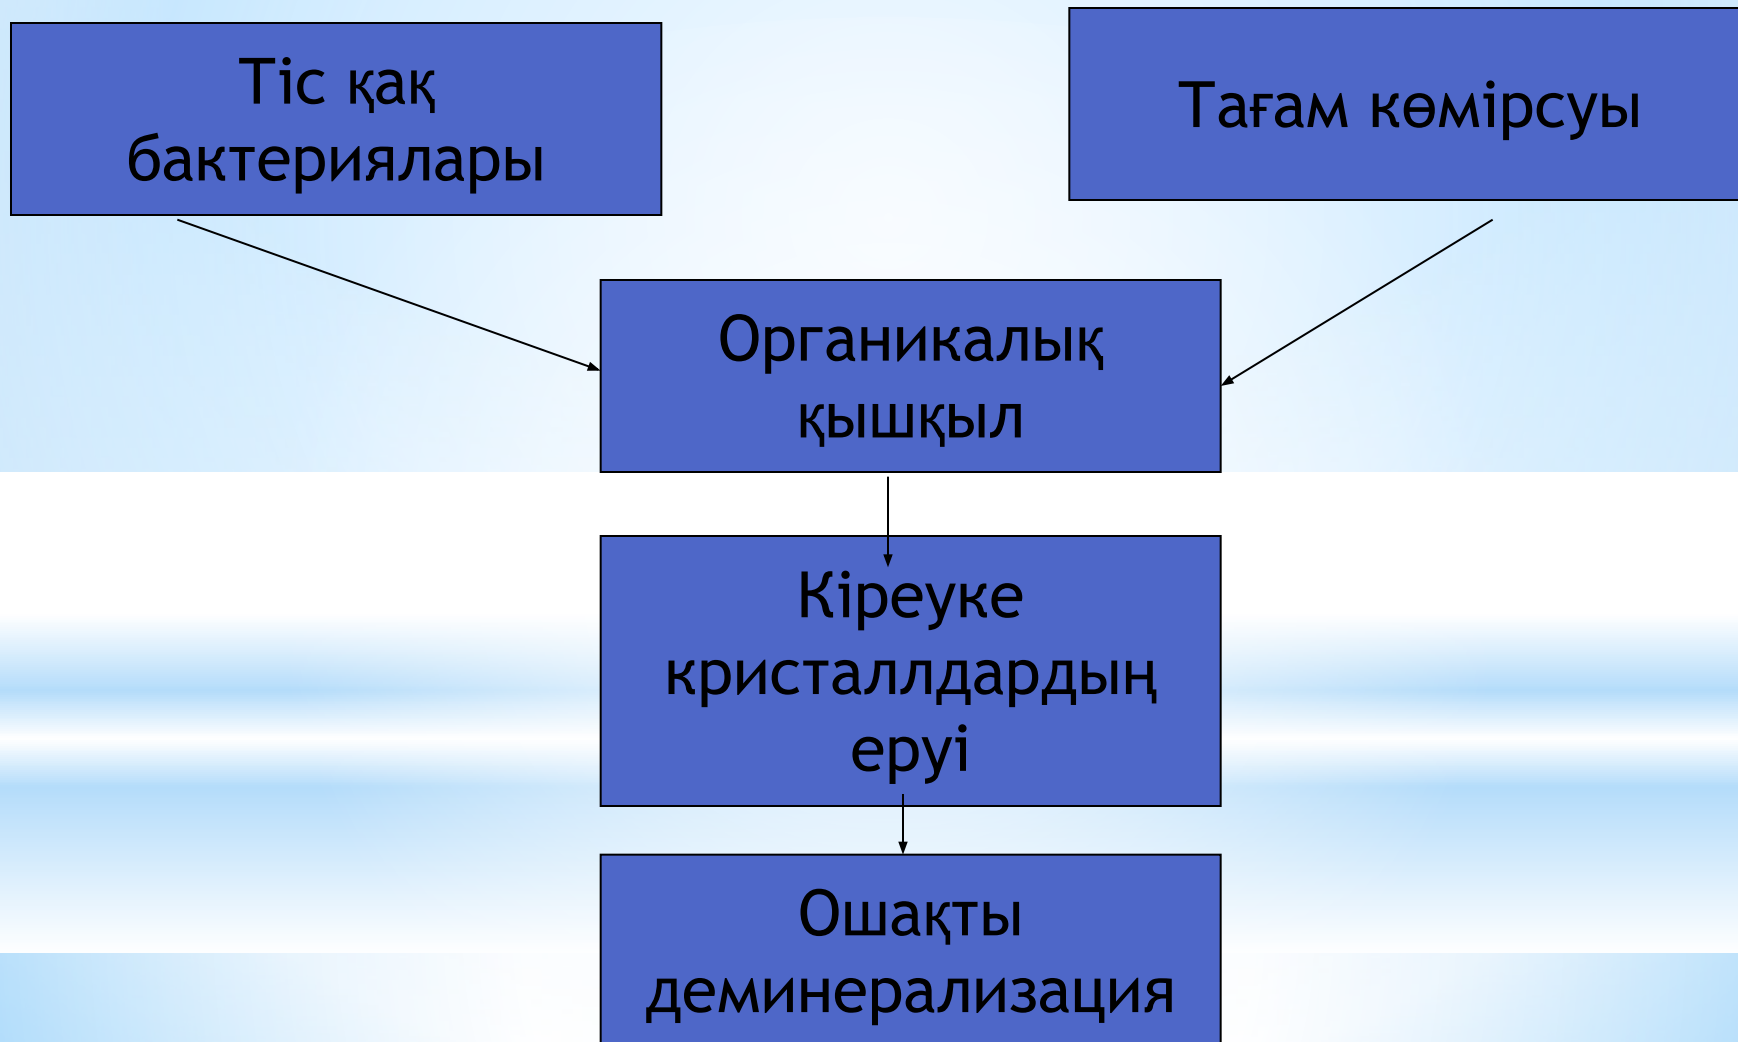 Тіс қақ
бактериялары
Тағам көмірсуы
Органикалық
қышқыл
Кіреуке
кристаллдардың
еруі
Ошақты
деминерализация